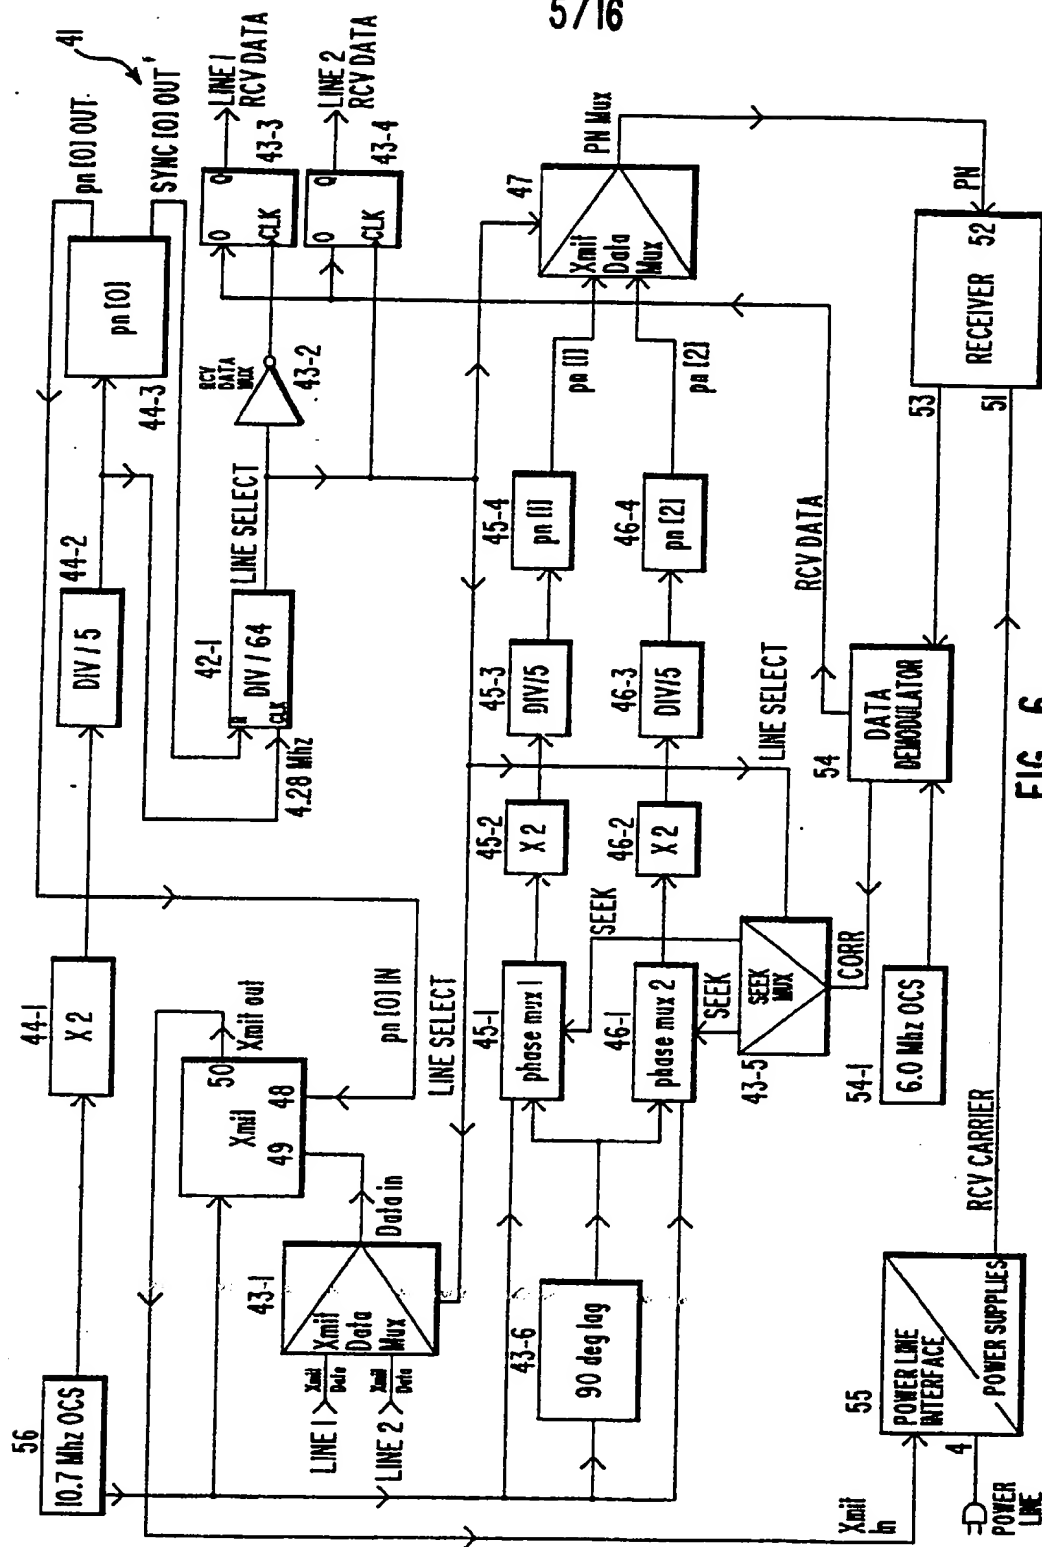 5/16
56
10.7 Mhz OCS
44-1
X 2
44-2
DIV / 5
44-3
pn [0]
pn [0] OUT
SYNC [0] OUT'
41
50
Xmit out
Xmit
49
48
pn [0] IN
4.28 Mhz
42-1
R
CLK
DIV / 64
LINE SELECT
RCV
DATA
MUX
43-2
D
Q
CLK
43-3
LINE 1
RCV DATA
D
Q
CLK
43-4
LINE 2
RCV DATA
43-1
Xmit
Data
Mux
Data in
LINE 1
Xmit
Data
LINE 2
Xmit
Data
LINE SELECT
43-6
90 deg lag
45-1
phase mux 1
45-2
X 2
45-3
DIV/5
45-4
pn [1]
pn [1]
46-1
phase mux 2
46-2
X 2
46-3
DIV/5
46-4
pn [2]
pn [2]
47
Xmit
Data
Mux
PN Mux
SEEK
SEEK
43-5
SEEK
MUX
LINE SELECT
CORR
54-1
6.0 Mhz OCS
54
DATA
DEMODULATOR
RCV DATA
53
51
RECEIVER
52
PN
RCV CARRIER
55
POWER LINE
INTERFACE
POWER SUPPLIES
Xmit
In
4
POWER
LINE
FIG. 6